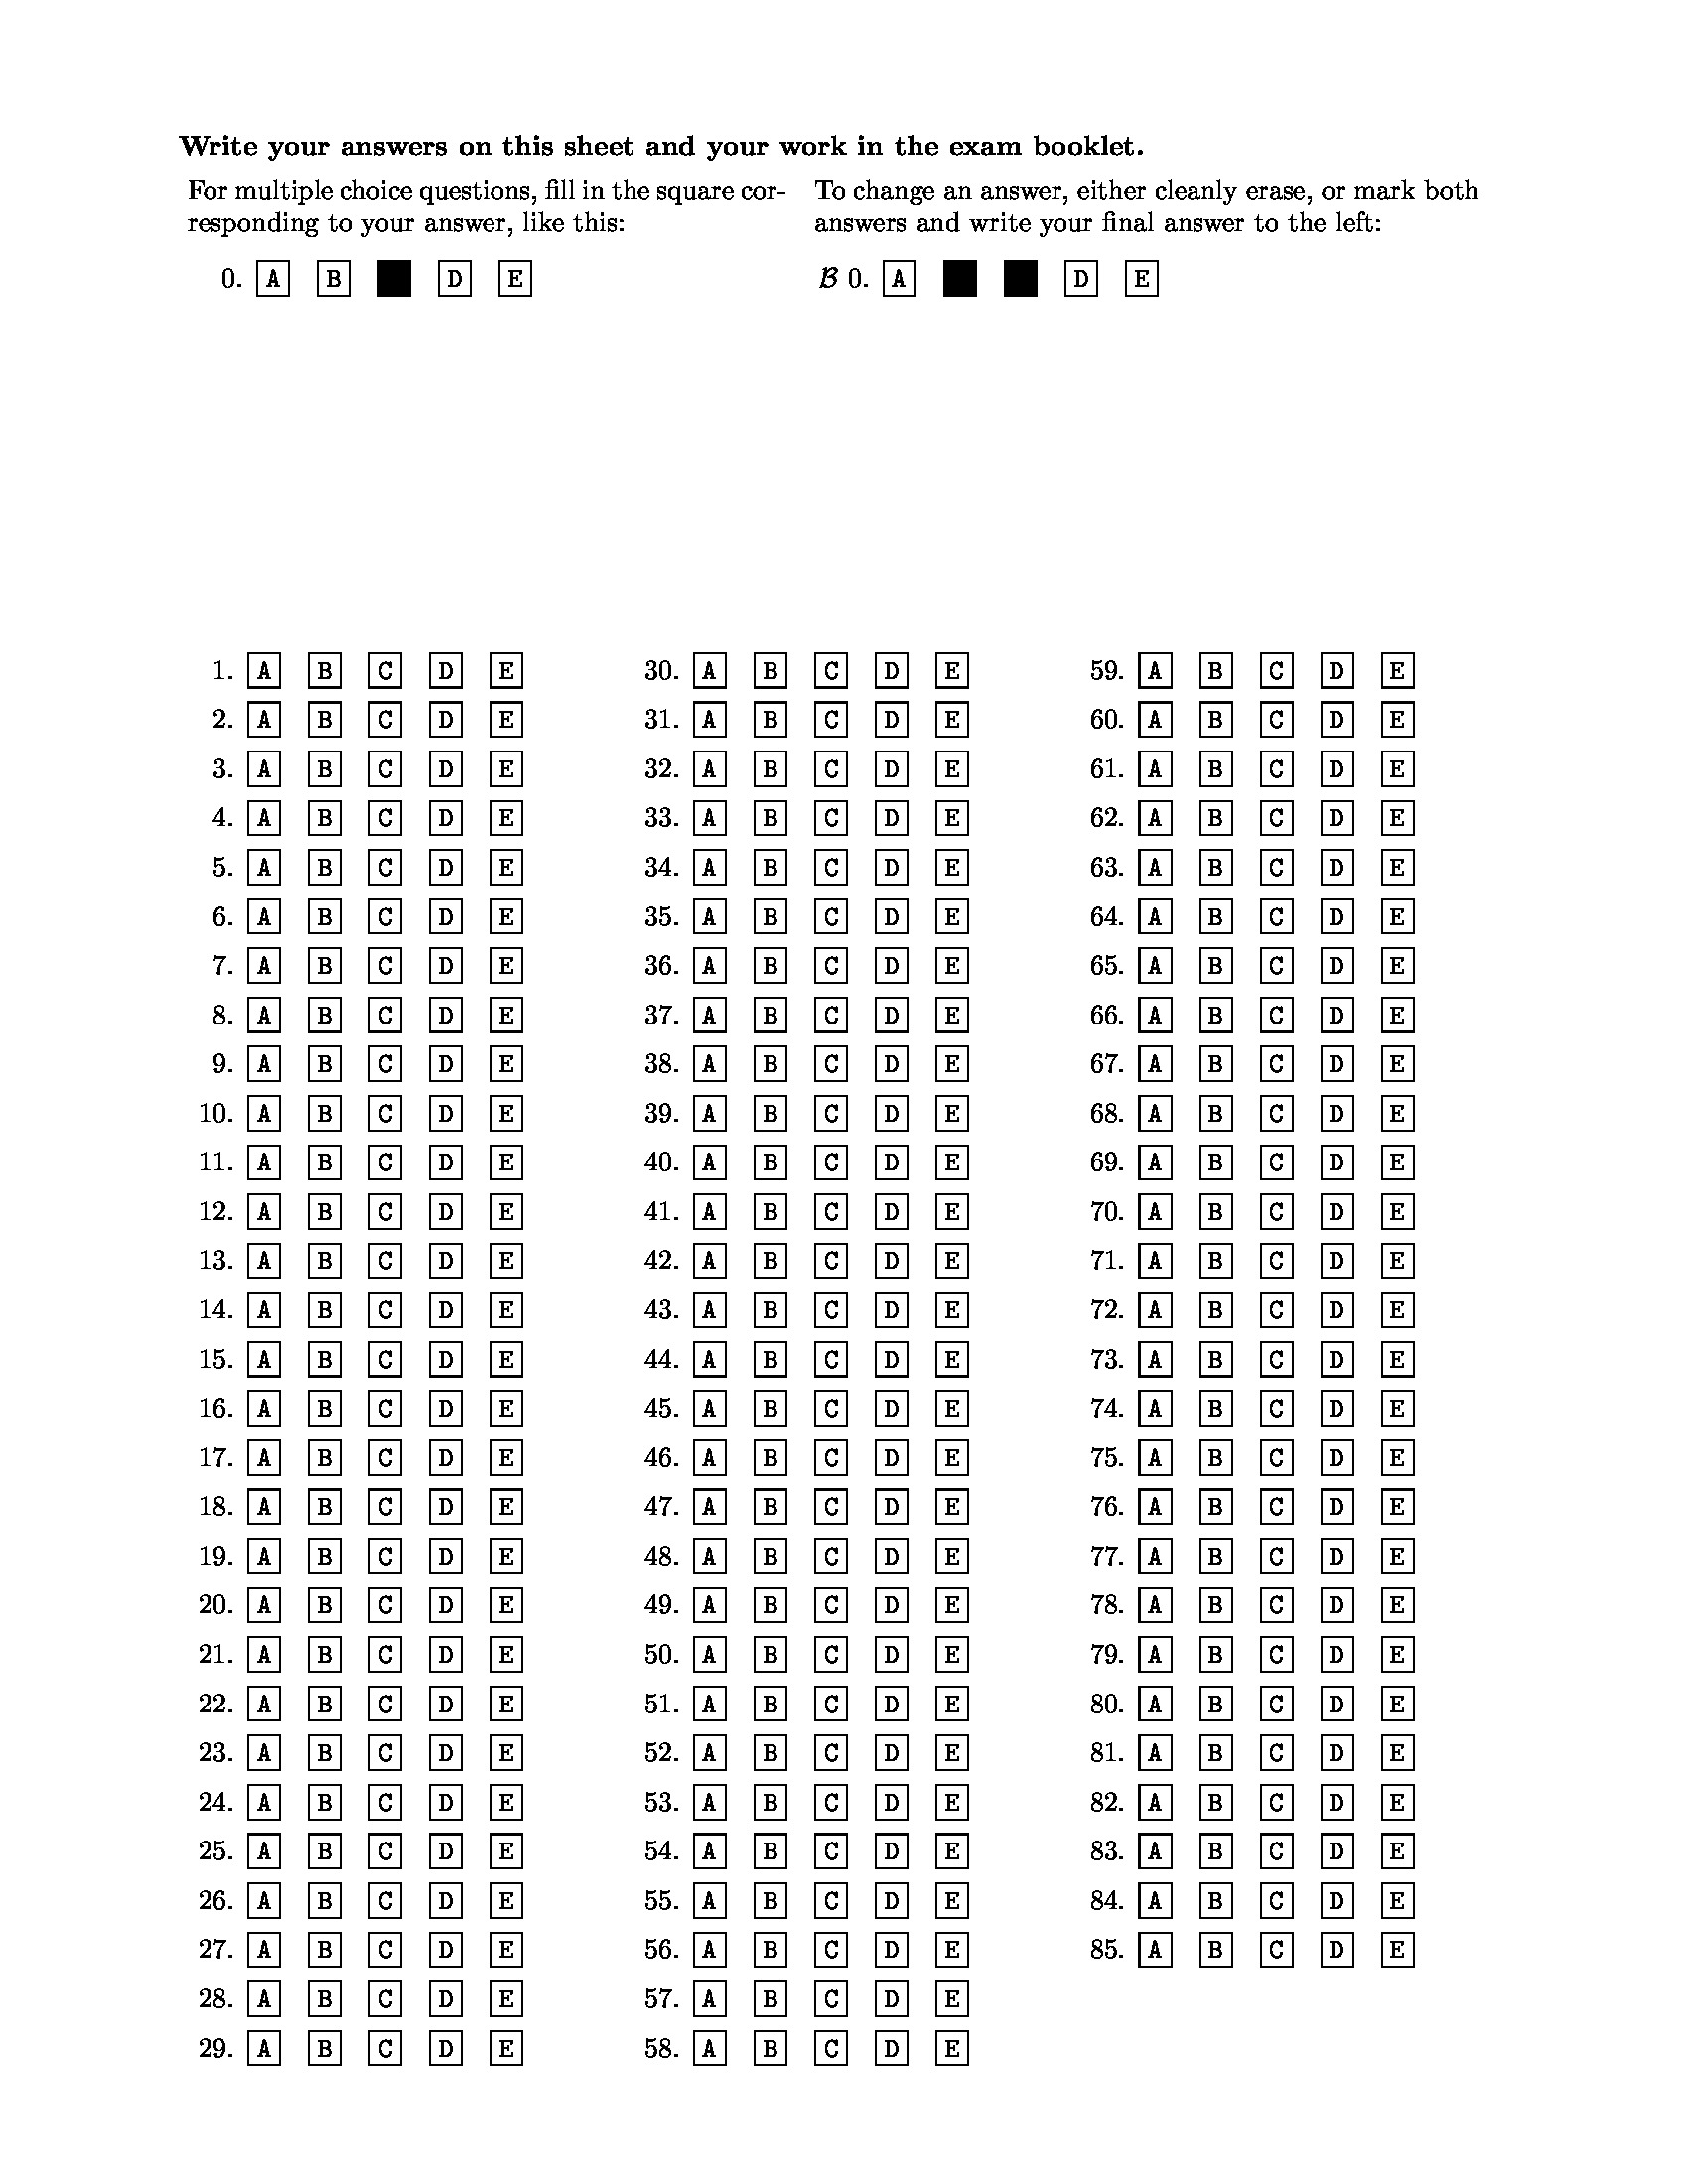 Write your answers on this sheet and your work in the exam booklet.
For multiple choice questions, fill in the square cor-
responding to your answer, like this:
0. A B D E
To change an answer, either cleanly erase, or mark both
answers and write your final answer to the left:
B 0. A D E
1. A B C D E
2. A B C D E
3. A B C D E
4. A B C D E
5. A B C D E
6. A B C D E
7. A B C D E
8. A B C D E
9. A B C D E
10. A B C D E
11. A B C D E
12. A B C D E
13. A B C D E
14. A B C D E
15. A B C D E
16. A B C D E
17. A B C D E
18. A B C D E
19. A B C D E
20. A B C D E
21. A B C D E
22. A B C D E
23. A B C D E
24. A B C D E
25. A B C D E
26. A B C D E
27. A B C D E
28. A B C D E
29. A B C D E
30. A B C D E
31. A B C D E
32. A B C D E
33. A B C D E
34. A B C D E
35. A B C D E
36. A B C D E
37. A B C D E
38. A B C D E
39. A B C D E
40. A B C D E
41. A B C D E
42. A B C D E
43. A B C D E
44. A B C D E
45. A B C D E
46. A B C D E
47. A B C D E
48. A B C D E
49. A B C D E
50. A B C D E
51. A B C D E
52. A B C D E
53. A B C D E
54. A B C D E
55. A B C D E
56. A B C D E
57. A B C D E
58. A B C D E
59. A B C D E
60. A B C D E
61. A B C D E
62. A B C D E
63. A B C D E
64. A B C D E
65. A B C D E
66. A B C D E
67. A B C D E
68. A B C D E
69. A B C D E
70. A B C D E
71. A B C D E
72. A B C D E
73. A B C D E
74. A B C D E
75. A B C D E
76. A B C D E
77. A B C D E
78. A B C D E
79. A B C D E
80. A B C D E
81. A B C D E
82. A B C D E
83. A B C D E
84. A B C D E
85. A B C D E